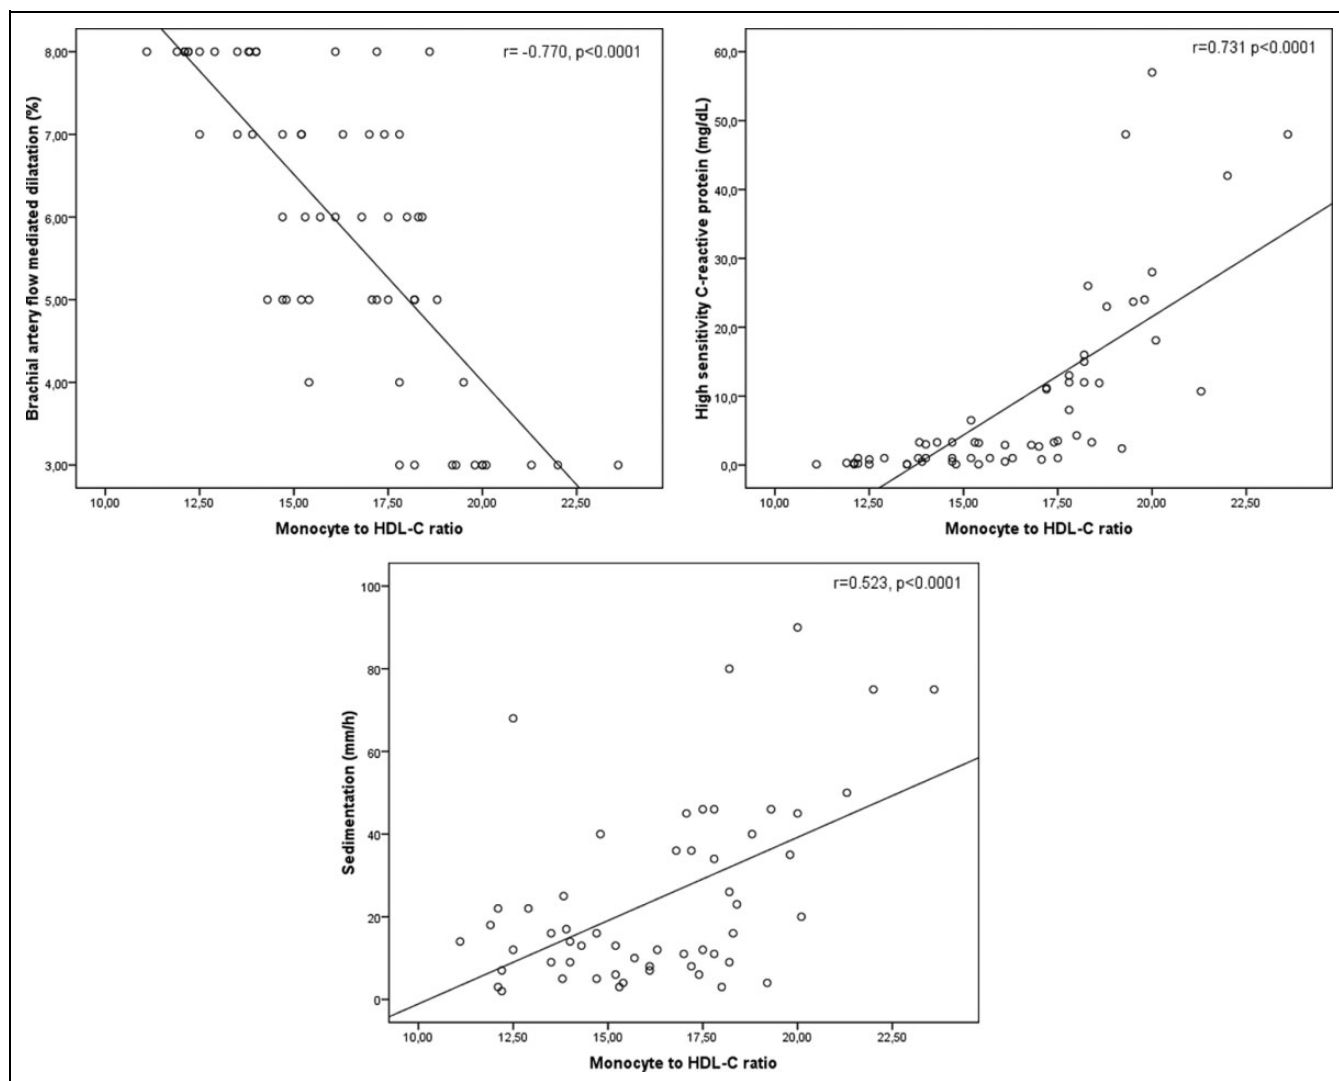 r= -0.770, p<0.0001
Brachial artery flow mediated dilatation (%)
8,00
7,00
6,00
5,00
4,00
3,00
10,00 12,50 15,00 17,50 20,00 22,50
Monocyte to HDL-C ratio
r=0.731 p<0.0001
High sensitivity C-reactive protein (mg/dL)
60,0
50,0
40,0
30,0
20,0
10,0
0,0
10,00 12,50 15,00 17,50 20,00 22,50
Monocyte to HDL-C ratio
r=0.523, p<0.0001
Sedimentation (mm/h)
100
80
60
40
20
0
10,00 12,50 15,00 17,50 20,00 22,50
Monocyte to HDL-C ratio